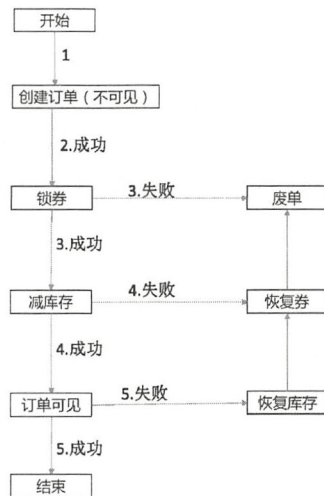 开始
1
创建订单（不可见）
2.成功
锁券
3.失败
废单
3.成功
减库存
4.失败
恢复券
4.成功
订单可见
5.失败
恢复库存
5.成功
结束